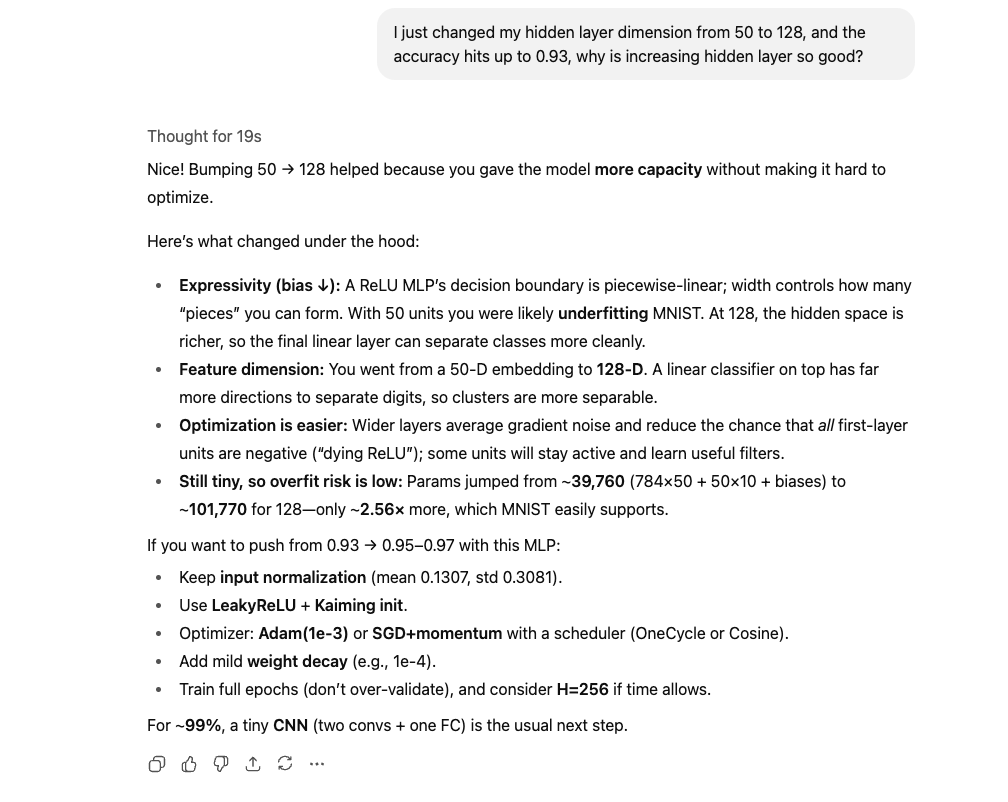 I just changed my hidden layer dimension from 50 to 128, and the
accuracy hits up to 0.93, why is increasing hidden layer so good?
Thought for 19s
Nice! Bumping 50 → 128 helped because you gave the model more capacity without making it hard to
optimize.
Here's what changed under the hood:
• Expressivity (bias ↓): A ReLU MLP's decision boundary is piecewise-linear; width controls how many
"pieces" you can form. With 50 units you were likely underfitting MNIST. At 128, the hidden space is
richer, so the final linear layer can separate classes more cleanly.
• Feature dimension: You went from a 50-D embedding to 128-D. A linear classifier on top has far
more directions to separate digits, so clusters are more separable.
• Optimization is easier: Wider layers average gradient noise and reduce the chance that all first-layer
units are negative ("dying ReLU"); some units will stay active and learn useful filters.
• Still tiny, so overfit risk is low: Params jumped from ~39,760 (784×50 + 50×10 + biases) to
~101,770 for 128—only ~2.56× more, which MNIST easily supports.
If you want to push from 0.93 → 0.95–0.97 with this MLP:
• Keep input normalization (mean 0.1307, std 0.3081).
• Use LeakyReLU + Kaiming init.
• Optimizer: Adam(1e-3) or SGD+momentum with a scheduler (OneCycle or Cosine).
• Add mild weight decay (e.g., 1e-4).
• Train full epochs (don't over-validate), and consider H=256 if time allows.
For ~99%, a tiny CNN (two convs + one FC) is the usual next step.